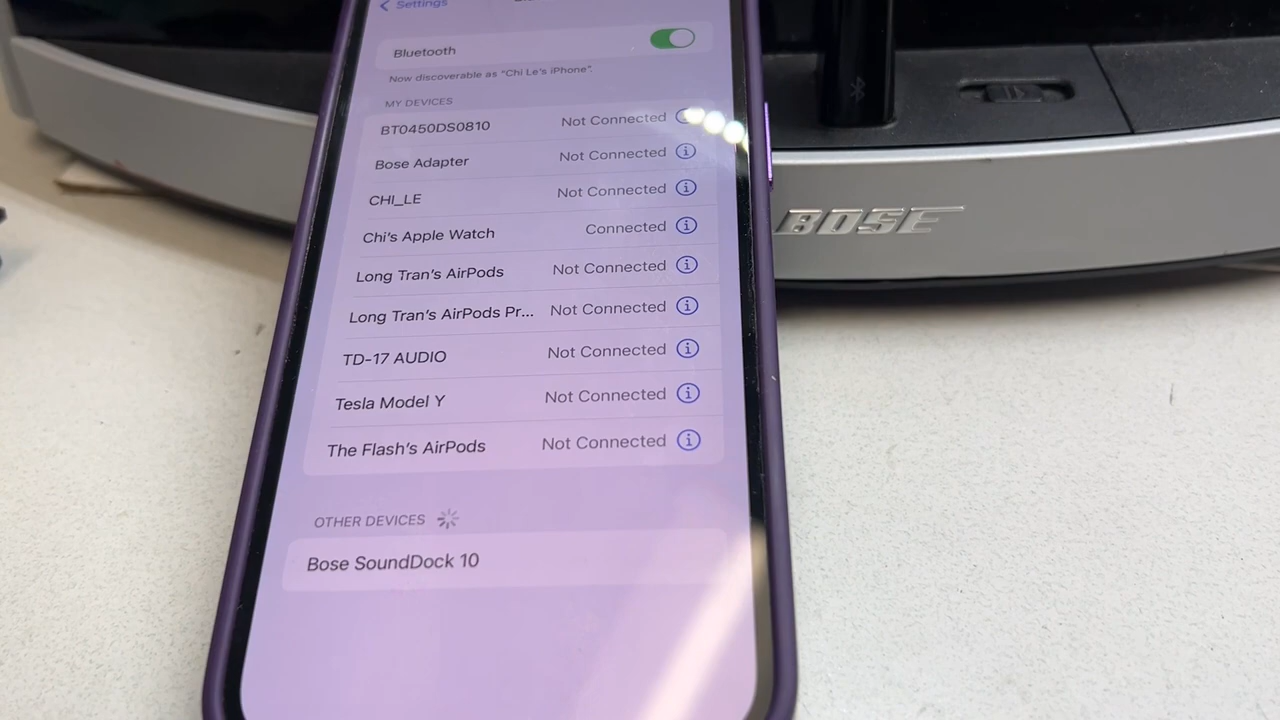 Settings
Bluetooth
Now discoverable as "Chi Le's iPhone".
MY DEVICES
BT0450DS0810 Not Connected
Bose Adapter Not Connected
CHI_LE Not Connected
Chi's Apple Watch Connected
Long Tran's AirPods Not Connected
Long Tran's AirPods Pr... Not Connected
TD-17 AUDIO Not Connected
Tesla Model Y Not Connected
The Flash's AirPods Not Connected
OTHER DEVICES
Bose SoundDock 10
BOSE